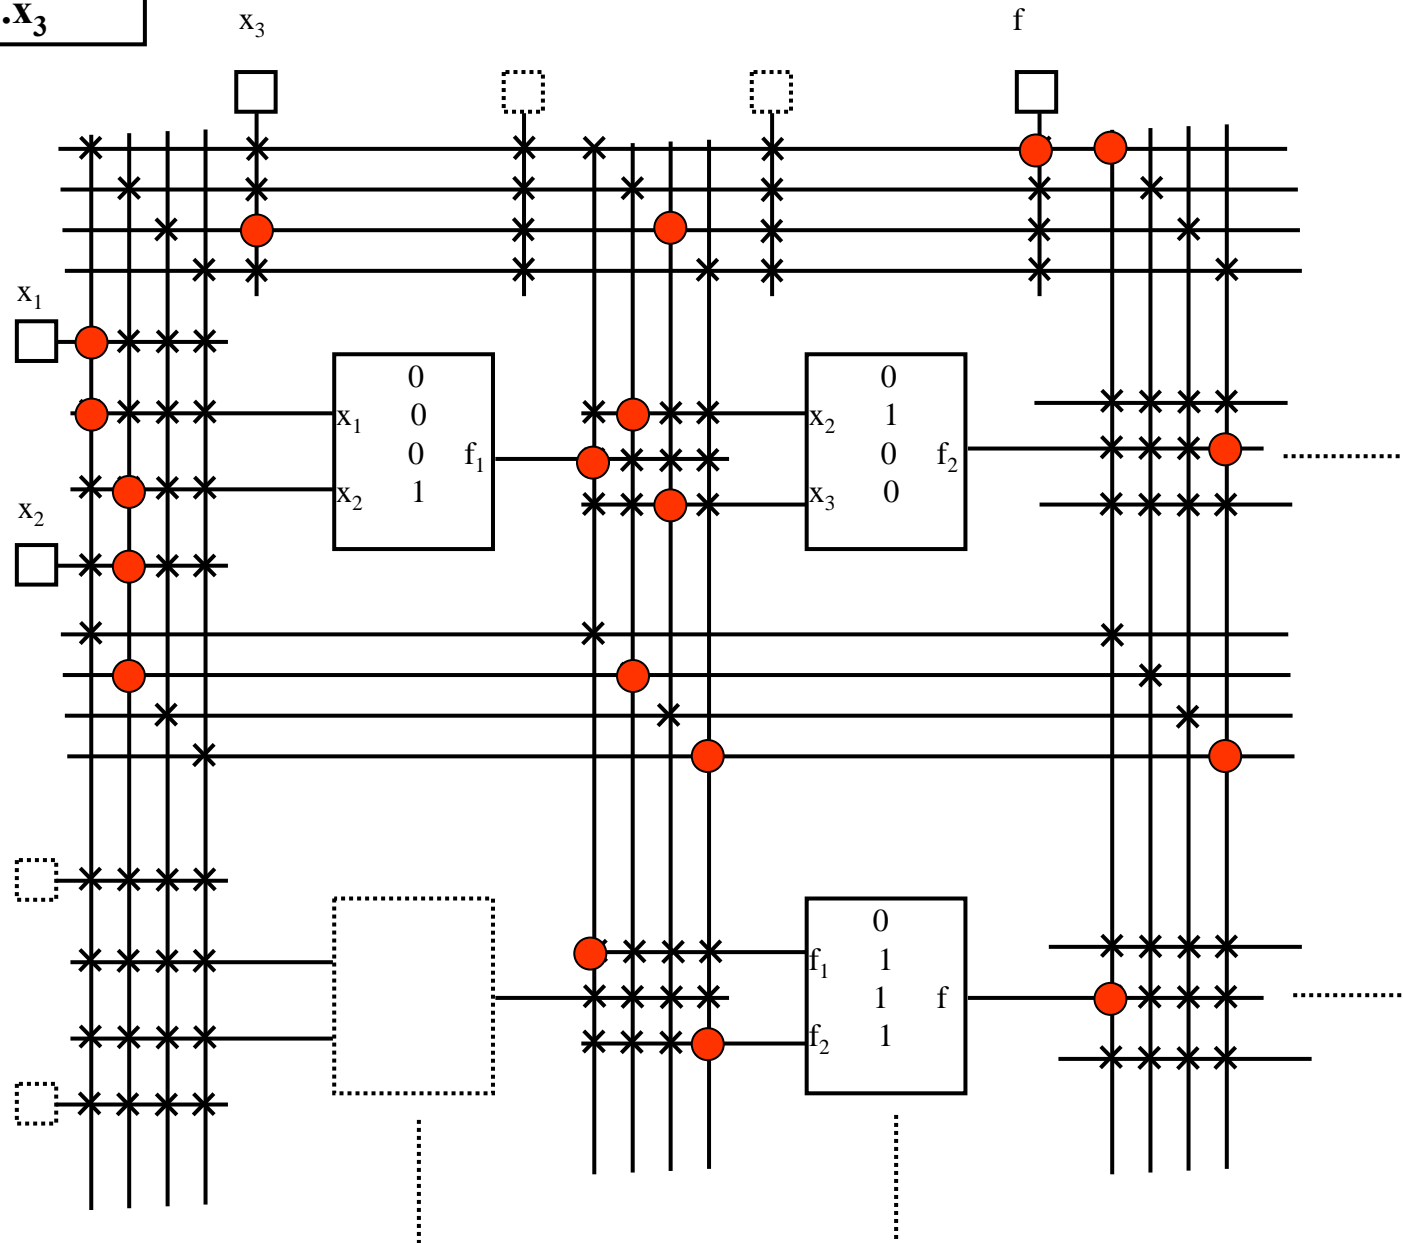 .x₃
x₃ f
x₁
0 0
x₁ 0 x₂ 1
0 f₁ 0 f₂
x₂ 1 x₃ 0
x₂
0
f₁ 1
1 f
f₂ 1